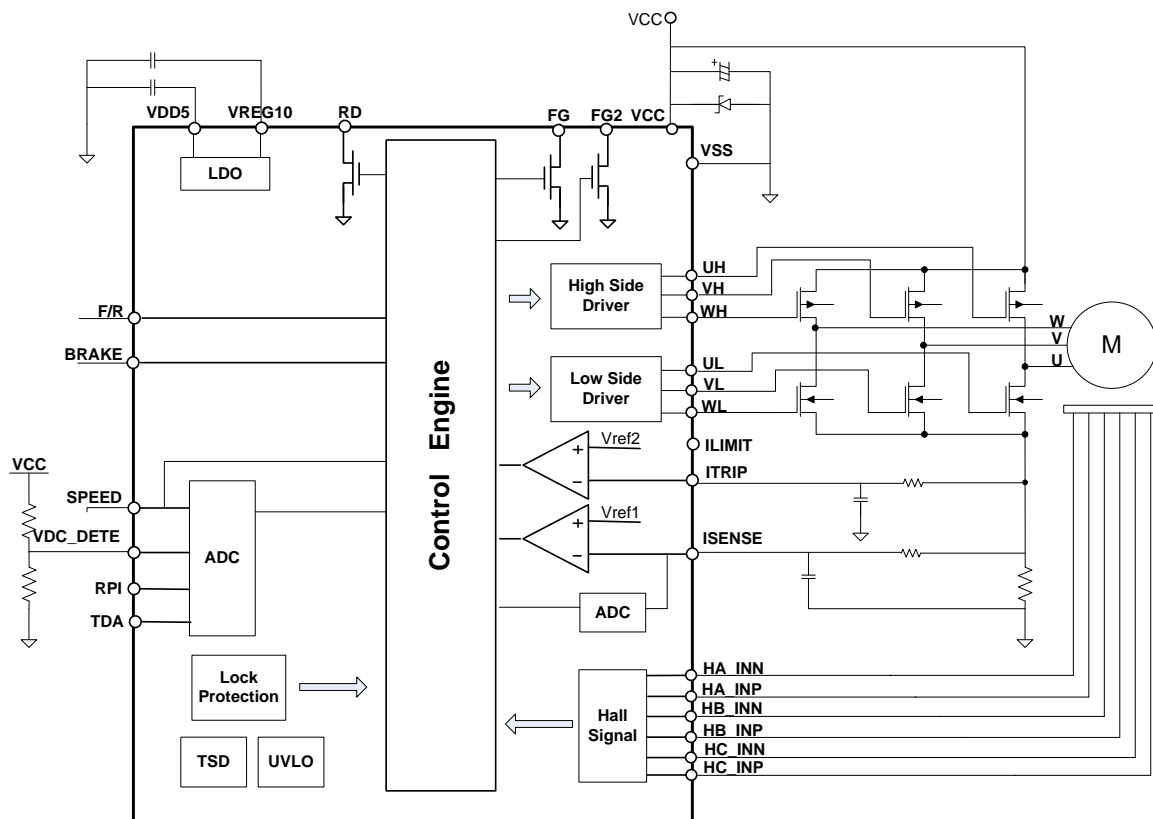 VCC
VDD5
VREG10
RD
FG
FG2
VCC
LDO
VSS
Control Engine
High Side
Driver
UH
VH
WH
F/R
BRAKE
Low Side
Driver
UL
VL
WL
W
V
U
M
Vref2
ILIMIT
ITRIP
VCC
SPEED
VDC_DETE
RPI
TDA
ADC
Vref1
ISENSE
ADC
Lock
Protection
TSD
UVLO
Hall
Signal
HA_INN
HA_INP
HB_INN
HB_INP
HC_INN
HC_INP